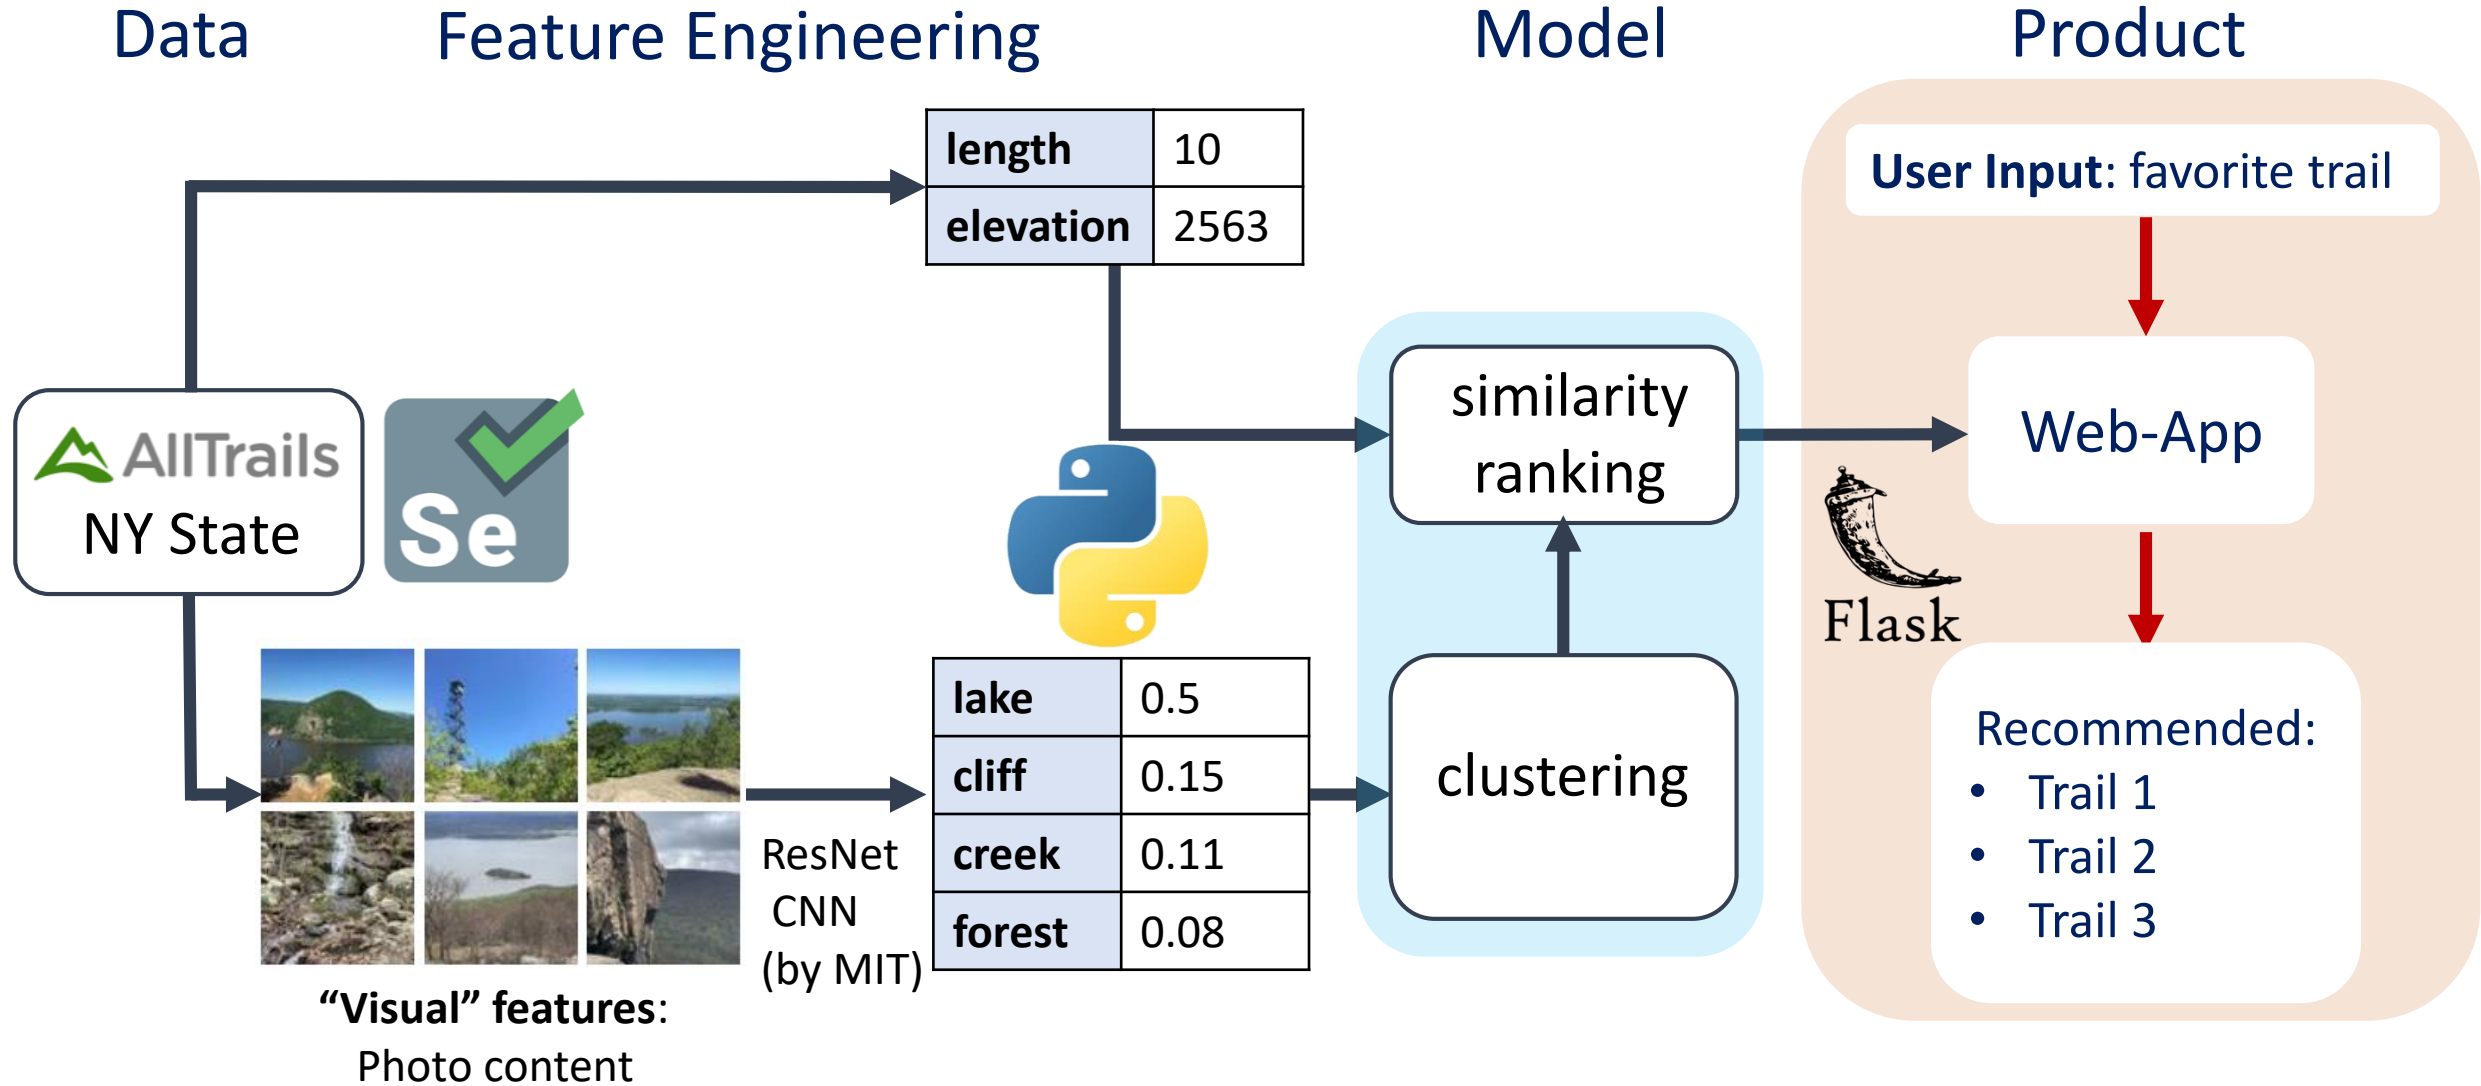 Data
Feature Engineering
Model
Product
length 10
elevation 2563
User Input: favorite trail
AllTrails
NY State
Se
similarity
ranking
Web-App
Flask
lake 0.5
cliff 0.15
creek 0.11
forest 0.08
ResNet
CNN
(by MIT)
clustering
Recommended:
• Trail 1
• Trail 2
• Trail 3
“Visual” features:
Photo content